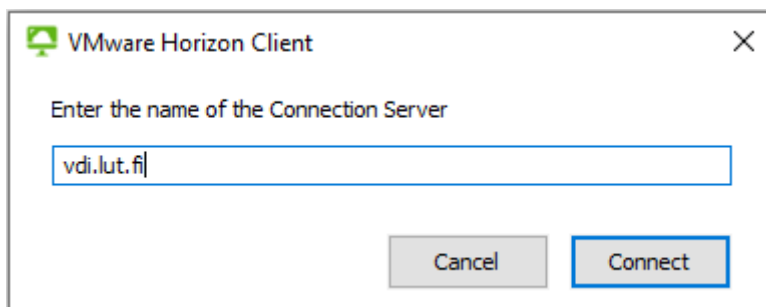 VMware Horizon Client
Enter the name of the Connection Server
vdi.lut.fi
Cancel Connect